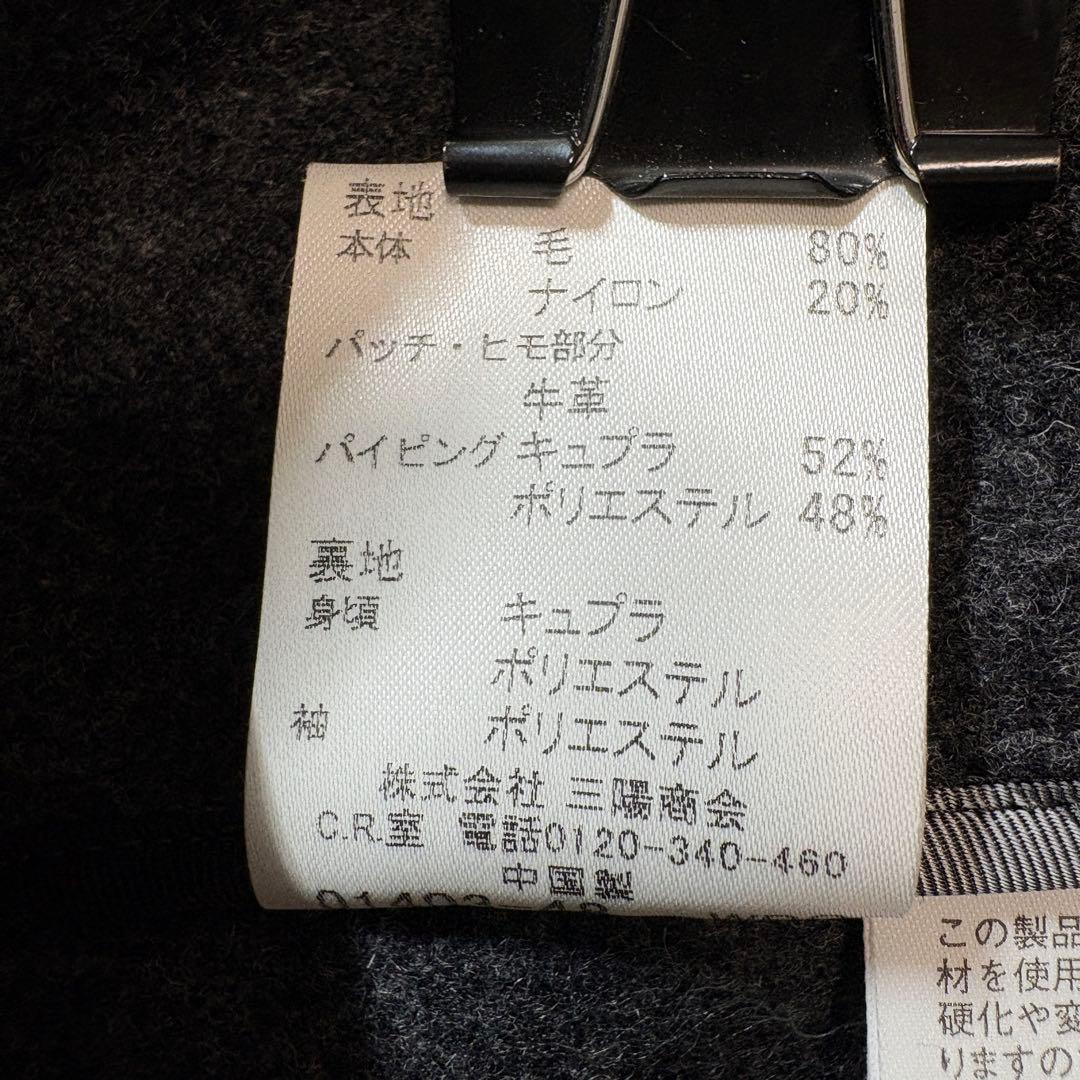 表地
本体 毛 80%
ナイロン 20%
パッチ・ヒモ部分
牛革
パイピング キュプラ 52%
ポリエステル 48%
裏地
身頃 キュプラ
ポリエステル
袖 ポリエステル
株式会社 三陽商会
C.R.室 電話0120-340-460
中国製
この製品
材を使用
硬化や変
りますの